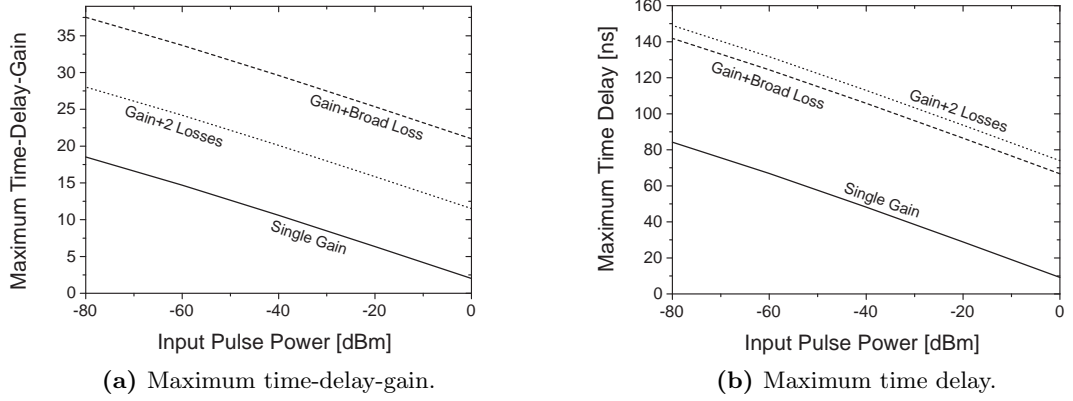 Maximum Time-Delay-Gain
35
30
25
20
15
10
5
0
Gain+Broad Loss
Gain+2 Losses
Single Gain
-80
-60
-40
-20
0
Input Pulse Power [dBm]
(a) Maximum time-delay-gain.
Maximum Time Delay [ns]
160
140
120
100
80
60
40
20
0
Gain+2 Losses
Gain+Broad Loss
Single Gain
-80
-60
-40
-20
0
Input Pulse Power [dBm]
(b) Maximum time delay.